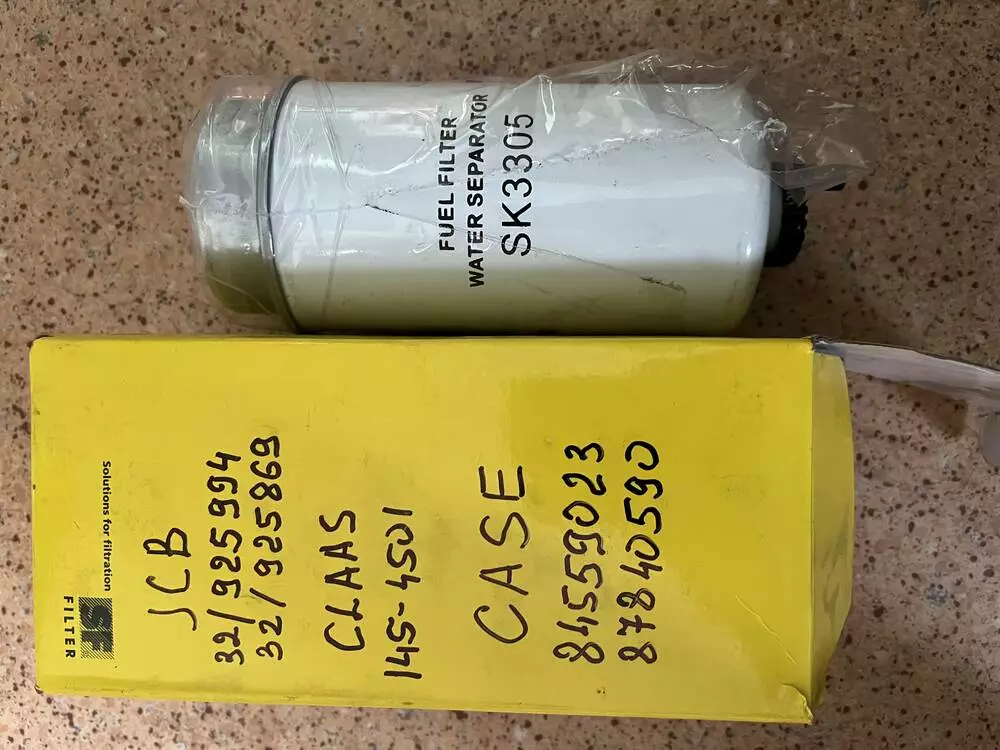 FUEL FILTER
WATER SEPARATOR
SK3305
Solutions for filtration
SF
FILTER
JCB
32/925994
32/925869
CLAAS
145-4501
CASE
84559023
87840590